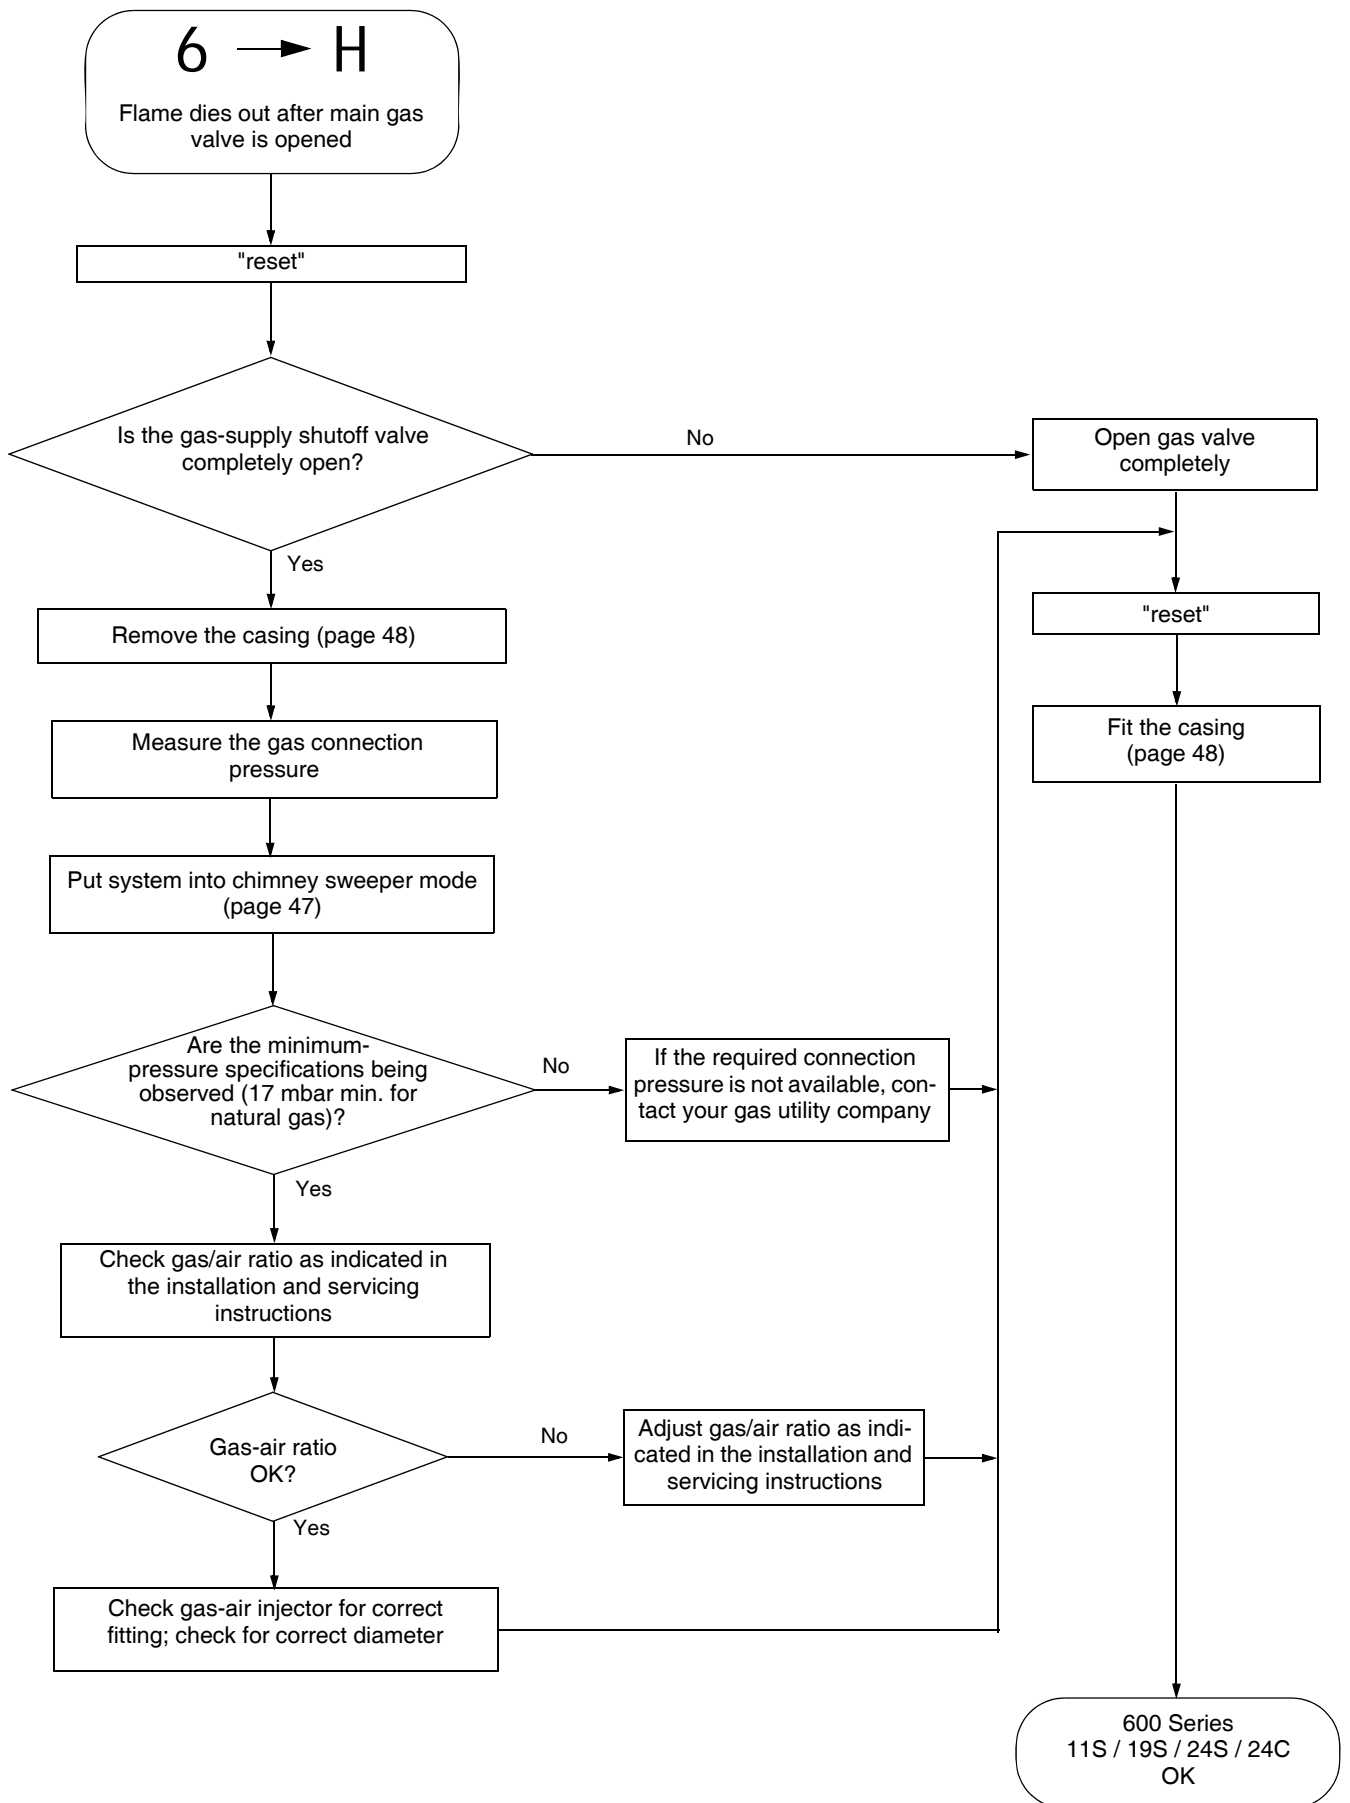 6 → H
Flame dies out after main gas
valve is opened
"reset"
Is the gas-supply shutoff valve
completely open?
No
Open gas valve
completely
Yes
"reset"
Remove the casing (page 48)
Fit the casing
(page 48)
Measure the gas connection
pressure
Put system into chimney sweeper mode
(page 47)
Are the minimum-
pressure specifications being
observed (17 mbar min. for
natural gas)?
No
If the required connection
pressure is not available, con-
tact your gas utility company
Yes
Check gas/air ratio as indicated in
the installation and servicing
instructions
Gas-air ratio
OK?
No
Adjust gas/air ratio as indi-
cated in the installation and
servicing instructions
Yes
Check gas-air injector for correct
fitting; check for correct diameter
600 Series
11S / 19S / 24S / 24C
OK